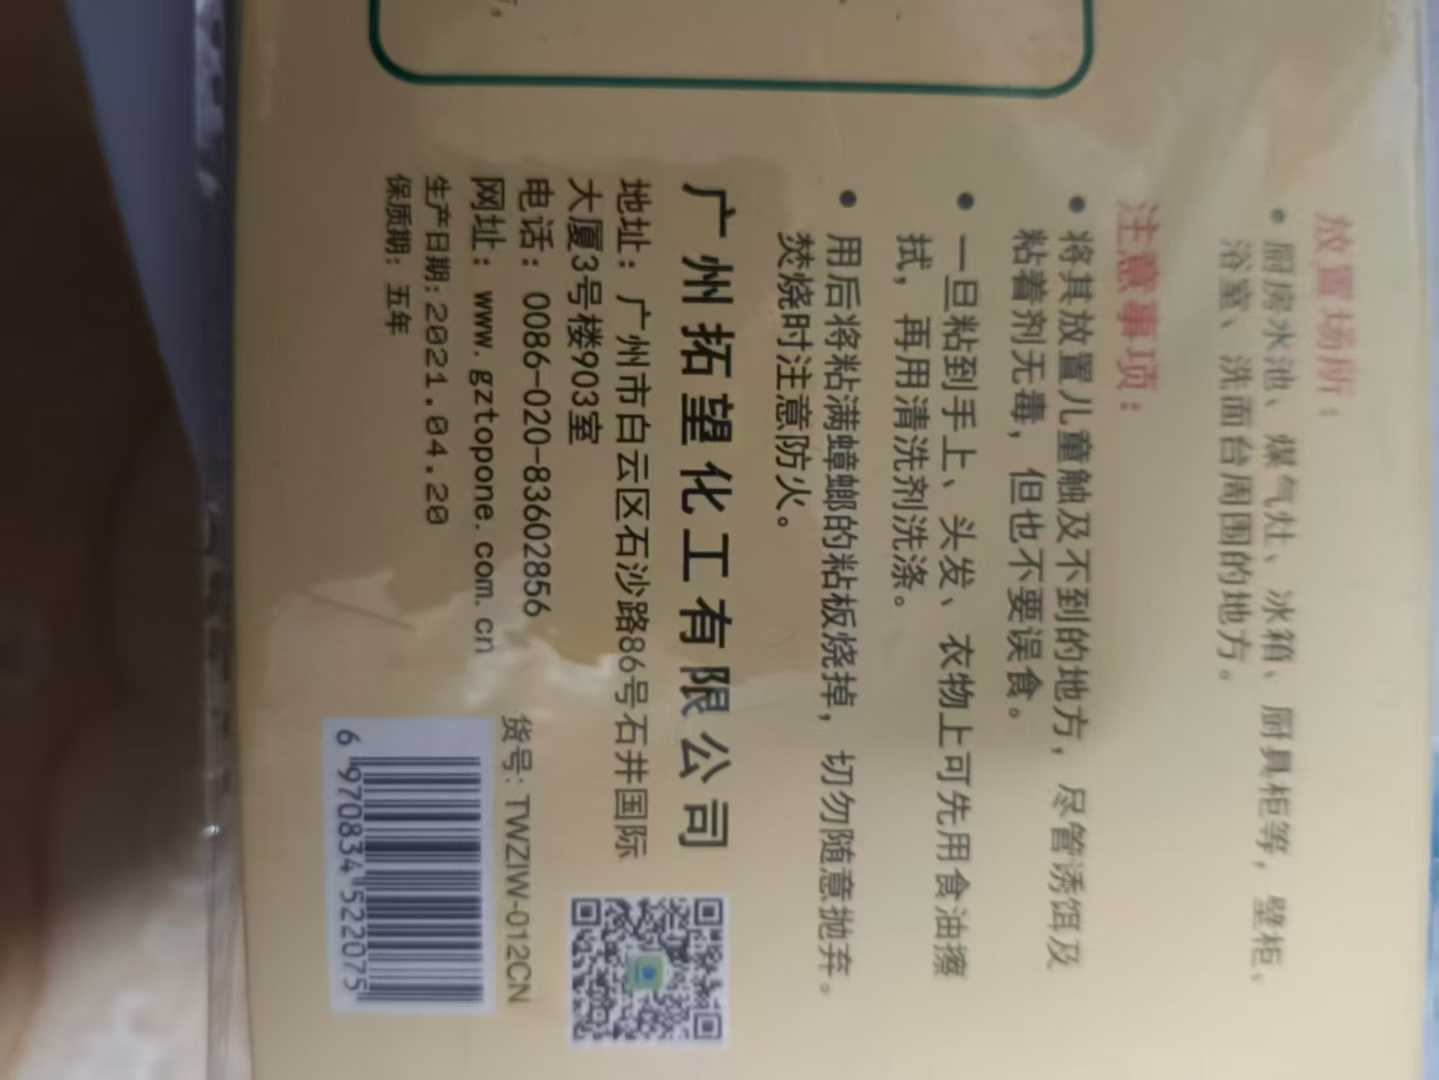 放置场所：
• 厨房水池、煤气灶、冰箱、厨具柜等，壁柜、
浴室、洗面台周围的地方。
注意事项：
• 将其放置儿童触及不到的地方，尽管诱饵及
粘着剂无毒，但也不要误食。
• 一旦粘到手上、头发、衣物上可先用食油擦
拭，再用清洗剂洗涤。
• 用后将粘满蟑螂的粘板烧掉，切勿随意抛弃。
焚烧时注意防火。
广州拓望化工有限公司
地址：广州市白云区石沙路86号石井国际
大厦3号楼903室
电话：0086-020-83602856
网址：www.gztopone.com.cn
生产日期:2021.04.20
保质期: 五年
货号: TWZIW-012CN
6 970834 522075